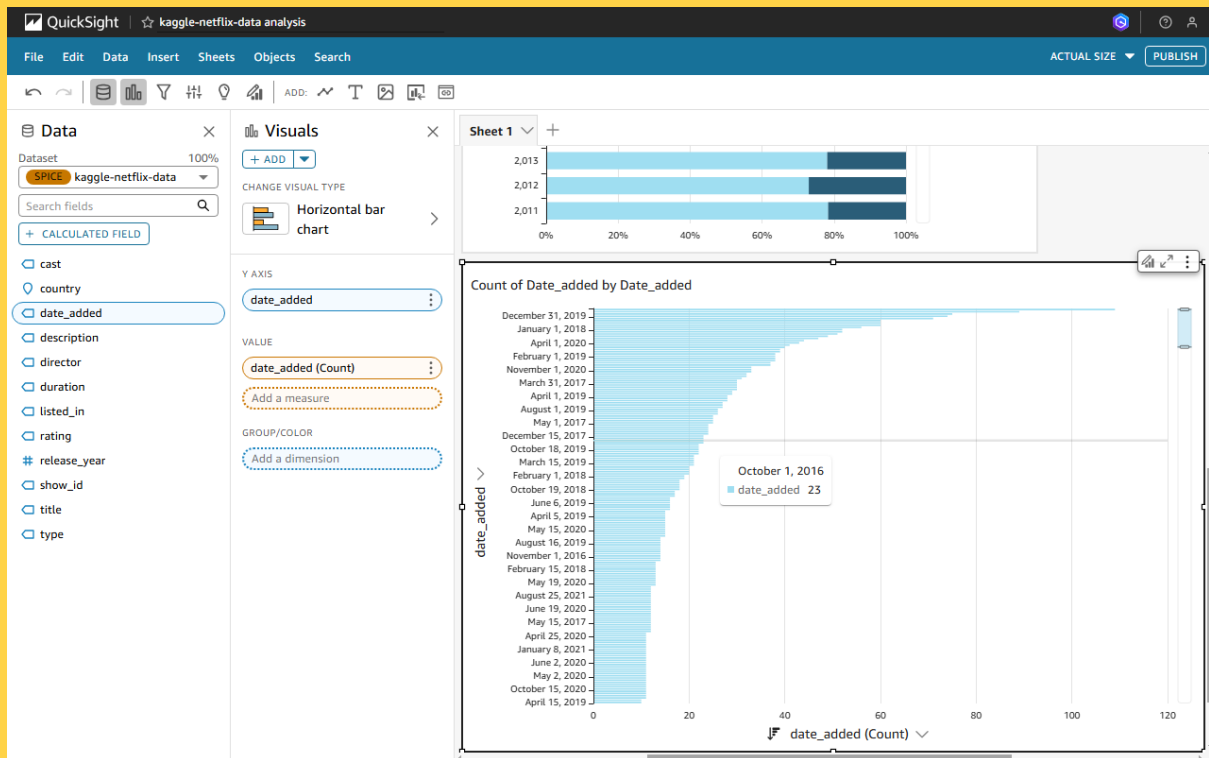 QuickSight
kaggle-netflix-data analysis
File Edit Data Insert Sheets Objects Search
ACTUAL SIZE
PUBLISH
ADD:
Data
Dataset 100%
SPICE kaggle-netflix-data
Search fields
+ CALCULATED FIELD
cast
country
date_added
description
director
duration
listed_in
rating
# release_year
show_id
title
type
Visuals
+ ADD
CHANGE VISUAL TYPE
Horizontal bar
chart
Y AXIS
date_added
VALUE
date_added (Count)
Add a measure
GROUP/COLOR
Add a dimension
Sheet 1
2,013
2,012
2,011
0% 20% 40% 60% 80% 100%
Count of Date_added by Date_added
date_added
December 31, 2019
January 1, 2018
April 1, 2020
February 1, 2019
November 1, 2020
March 31, 2017
April 1, 2019
August 1, 2019
May 1, 2017
December 15, 2017
October 18, 2019
March 15, 2019
February 1, 2018
October 19, 2018
June 6, 2019
April 5, 2019
May 15, 2020
August 16, 2019
November 1, 2016
February 15, 2018
May 19, 2020
August 25, 2021
June 19, 2020
May 15, 2017
April 25, 2020
January 8, 2021
June 2, 2020
May 2, 2020
October 15, 2020
April 15, 2019
October 1, 2016
date_added 23
0 20 40 60 80 100 120
date_added (Count)